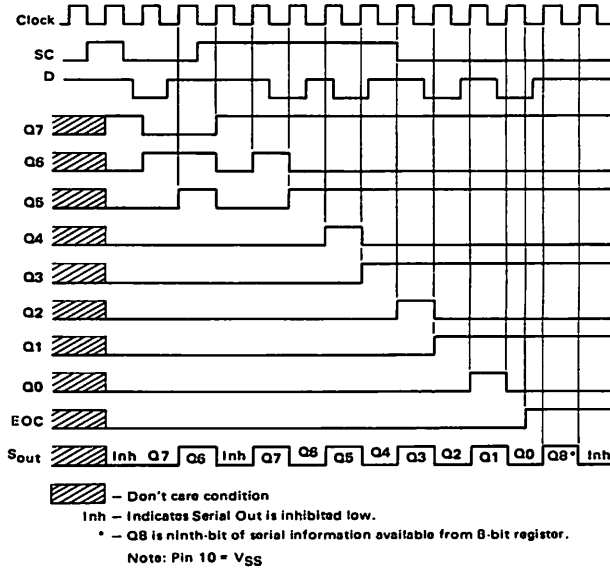 Clock
SC
D
Q7
Q6
Q5
Q4
Q3
Q2
Q1
Q0
EOC
Sout Inh Q7 Q6 Inh Q7 Q6 Q5 Q4 Q3 Q2 Q1 Q0 Q8* Inh
– Don't care condition
Inh – Indicates Serial Out is inhibited low.
* – Q8 is ninth-bit of serial information available from 8-bit register.
Note: Pin 10 = VSS